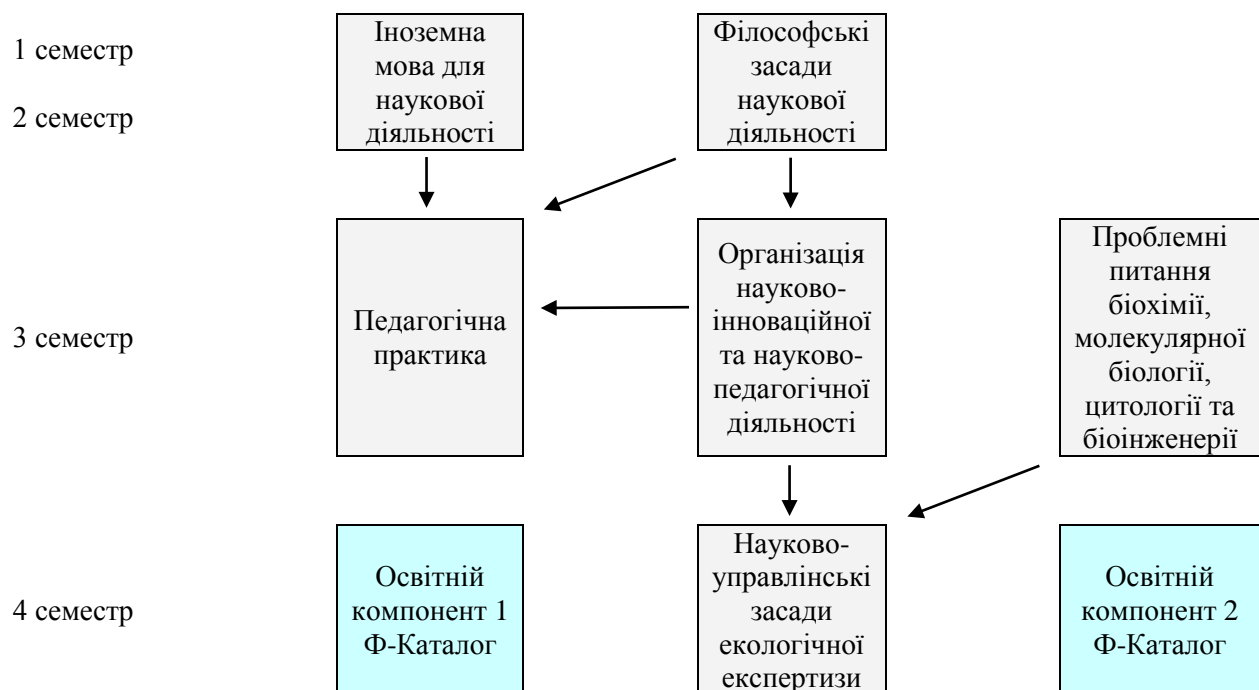 1 семестр
2 семестр
Іноземна
мова для
наукової
діяльності
Філософські
засади
наукової
діяльності
3 семестр
Педагогічна
практика
Організація
науково-
інноваційної
та науково-
педагогічної
діяльності
Проблемні
питання
біохімії,
молекулярної
біології,
цитології та
біоінженерії
4 семестр
Освітній
компонент 1
Ф-Каталог
Науково-
управлінські
засади
екологічної
експертизи
Освітній
компонент 2
Ф-Каталог